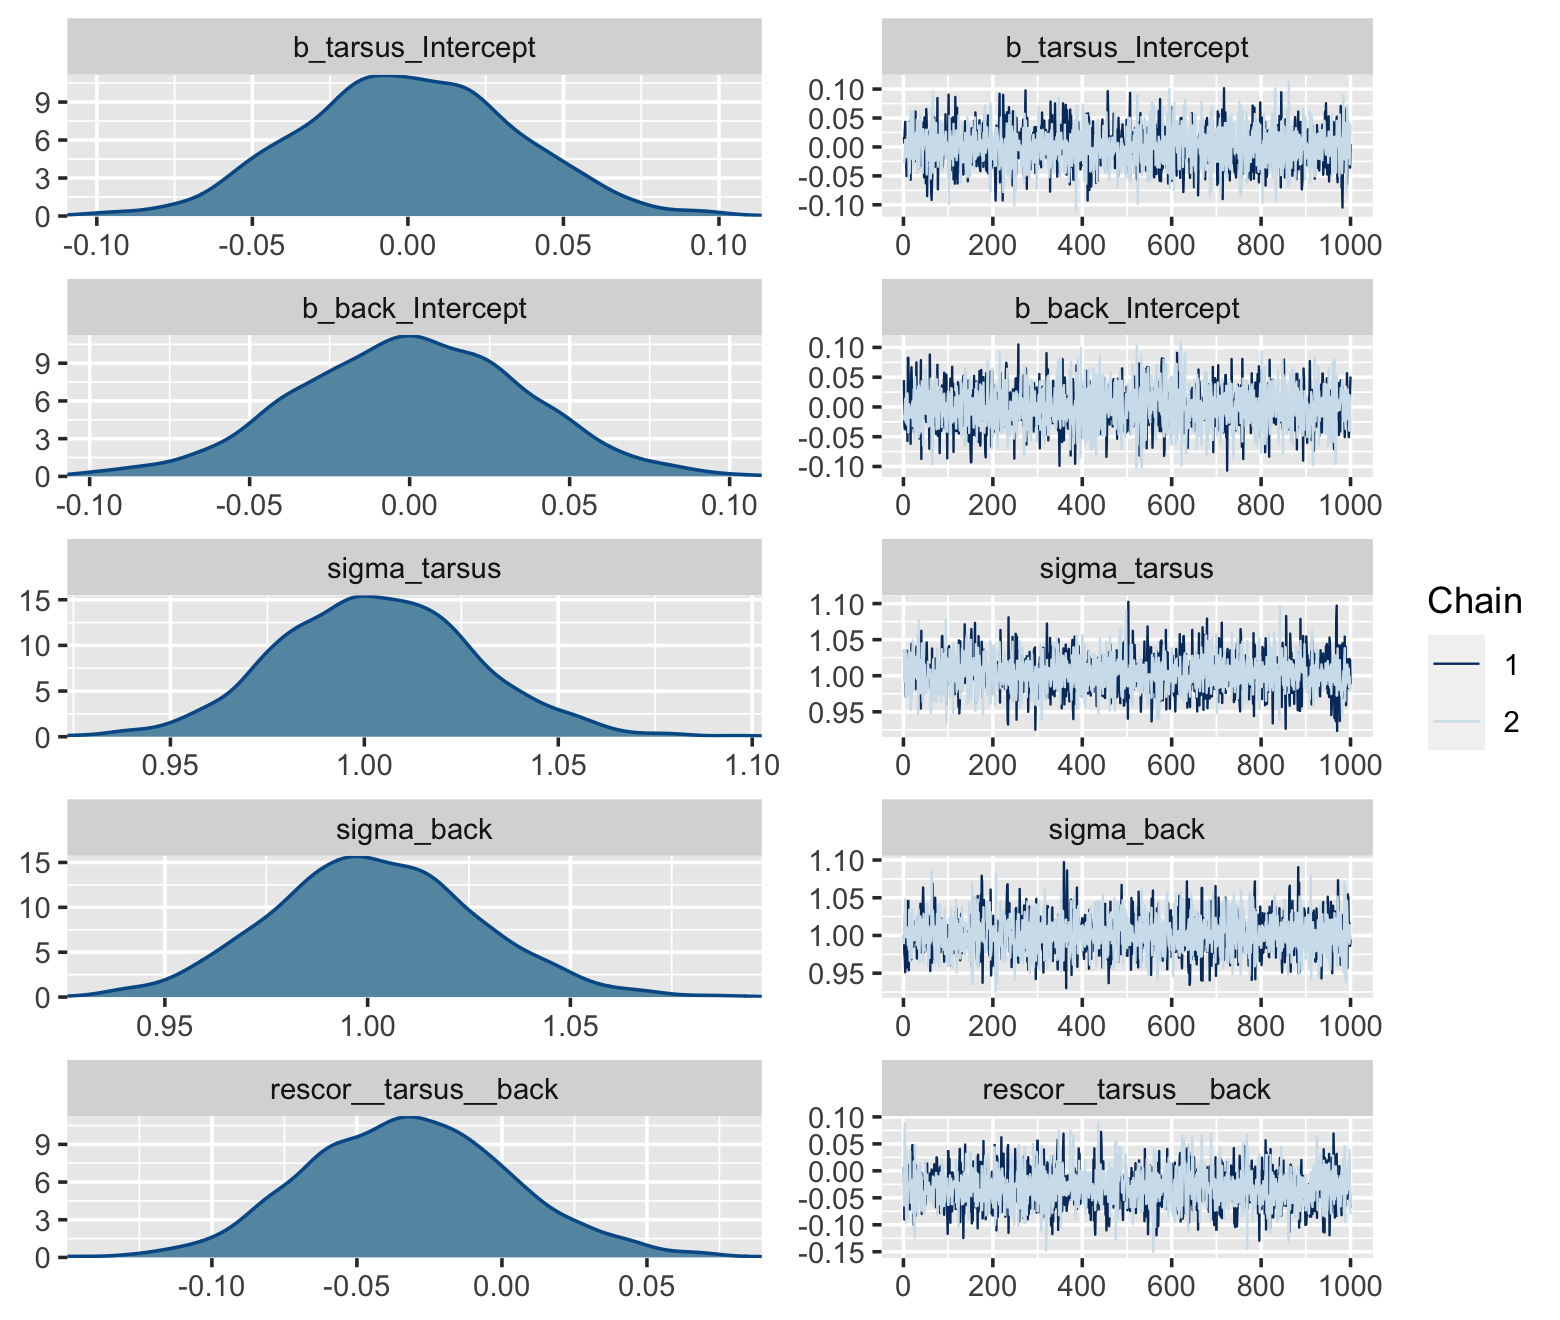 b_tarsus_Intercept
9
6
3
0
-0.10 -0.05 0.00 0.05 0.10
b_tarsus_Intercept
0.10
0.05
0.00
-0.05
-0.10
0 200 400 600 800 1000
b_back_Intercept
9
6
3
0
-0.10 -0.05 0.00 0.05 0.10
b_back_Intercept
0.10
0.05
0.00
-0.05
-0.10
0 200 400 600 800 1000
sigma_tarsus
15
10
5
0
0.95 1.00 1.05 1.10
sigma_tarsus
1.10
1.05
1.00
0.95
0 200 400 600 800 1000
sigma_back
15
10
5
0
0.95 1.00 1.05
sigma_back
1.10
1.05
1.00
0.95
0 200 400 600 800 1000
rescor__tarsus__back
9
6
3
0
-0.10 -0.05 0.00 0.05
rescor__tarsus__back
0.10
0.05
0.00
-0.05
-0.10
-0.15
0 200 400 600 800 1000
Chain
1
2